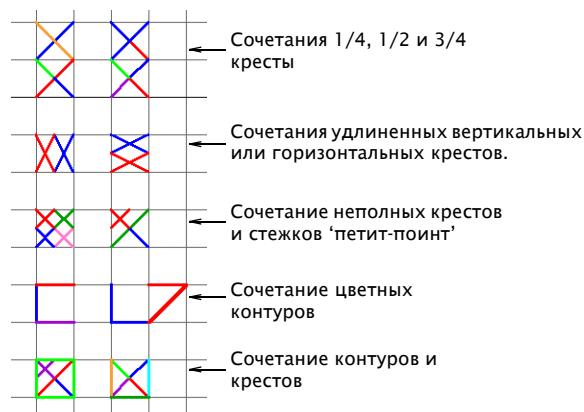 Сочетания 1/4, 1/2 и 3/4
кресты
Сочетания удлиненных вертикальных
или горизонтальных крестов.
Сочетание неполных крестов
и стежков ‘петит-поинт’
Сочетание цветных
контуров
Сочетание контуров и
крестов